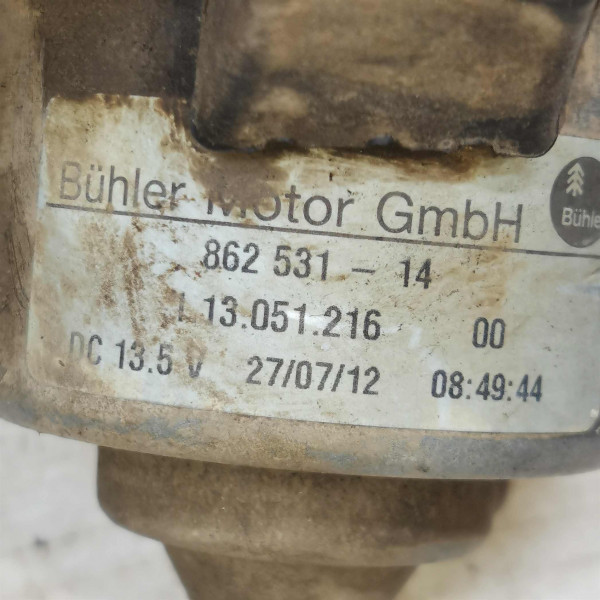 Bühler Motor GmbH
Bühler
862 531 - 14
1 13.051.216 00
DC 13.5 V 27/07/12 08:49:44